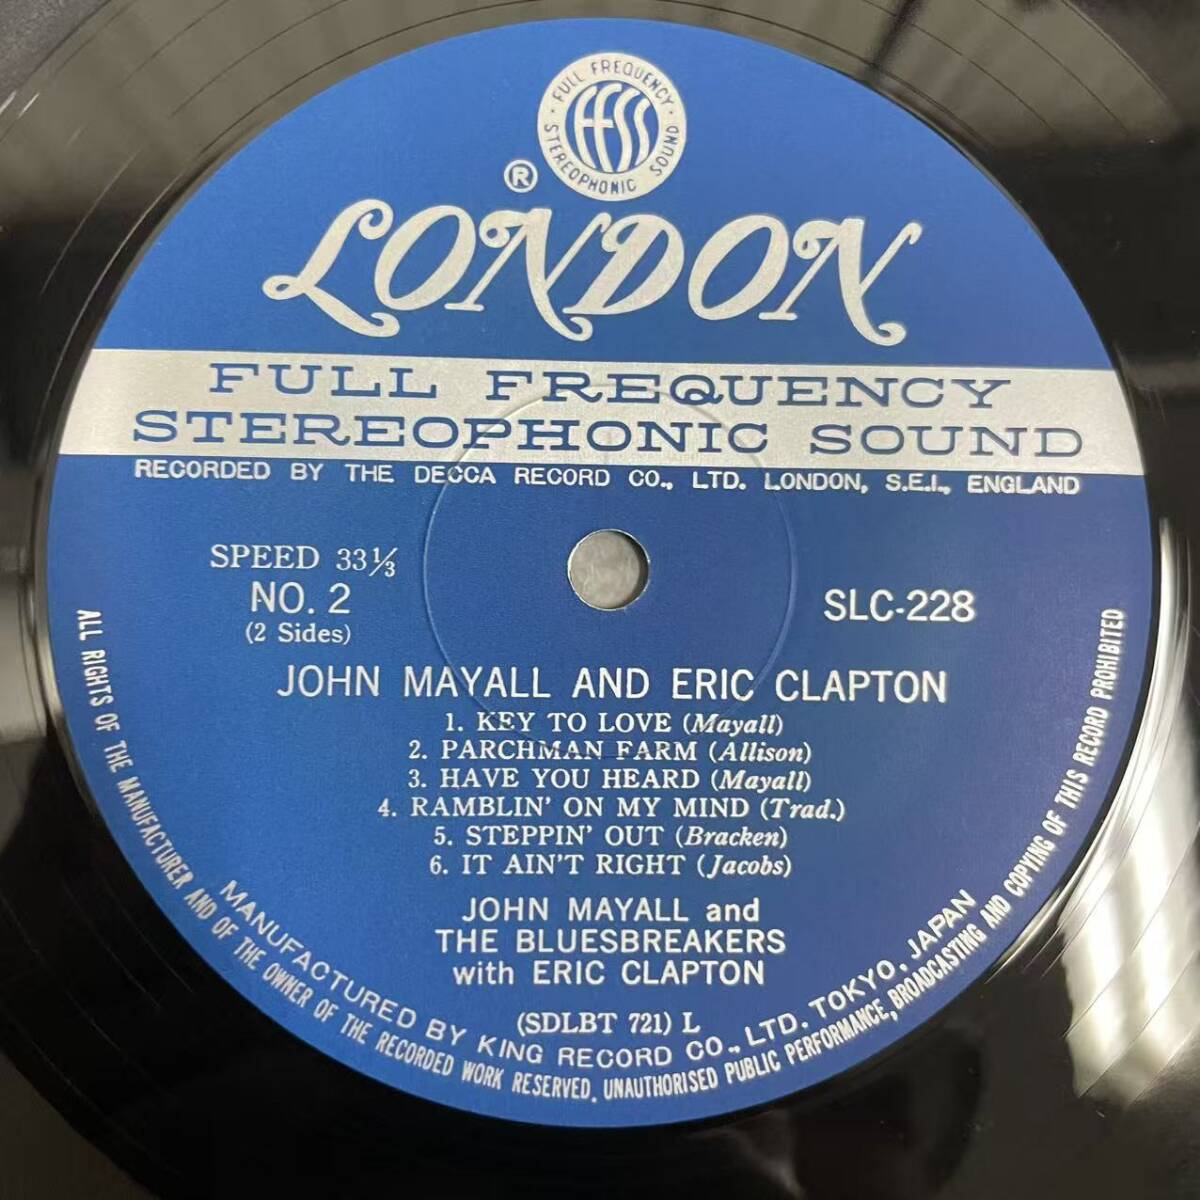 · FULL FREQUENCY · STEREOPHONIC SOUND
FFSS
®
LONDON
FULL FREQUENCY
STEREOPHONIC SOUND
RECORDED BY THE DECCA RECORD CO., LTD. LONDON, S.E.I., ENGLAND
SPEED 33⅓
NO. 2
(2 Sides)
SLC-228
JOHN MAYALL AND ERIC CLAPTON
1. KEY TO LOVE (Mayall)
2. PARCHMAN FARM (Allison)
3. HAVE YOU HEARD (Mayall)
4. RAMBLIN' ON MY MIND (Trad.)
5. STEPPIN' OUT (Bracken)
6. IT AIN'T RIGHT (Jacobs)
JOHN MAYALL and
THE BLUESBREAKERS
with ERIC CLAPTON
(SDLBT 721) L
MANUFACTURED BY KING RECORD CO., LTD. TOKYO, JAPAN
ALL RIGHTS OF THE MANUFACTURER AND OF THE OWNER OF THE RECORDED WORK RESERVED. UNAUTHORISED PUBLIC PERFORMANCE, BROADCASTING AND COPYING OF THIS RECORD PROHIBITED